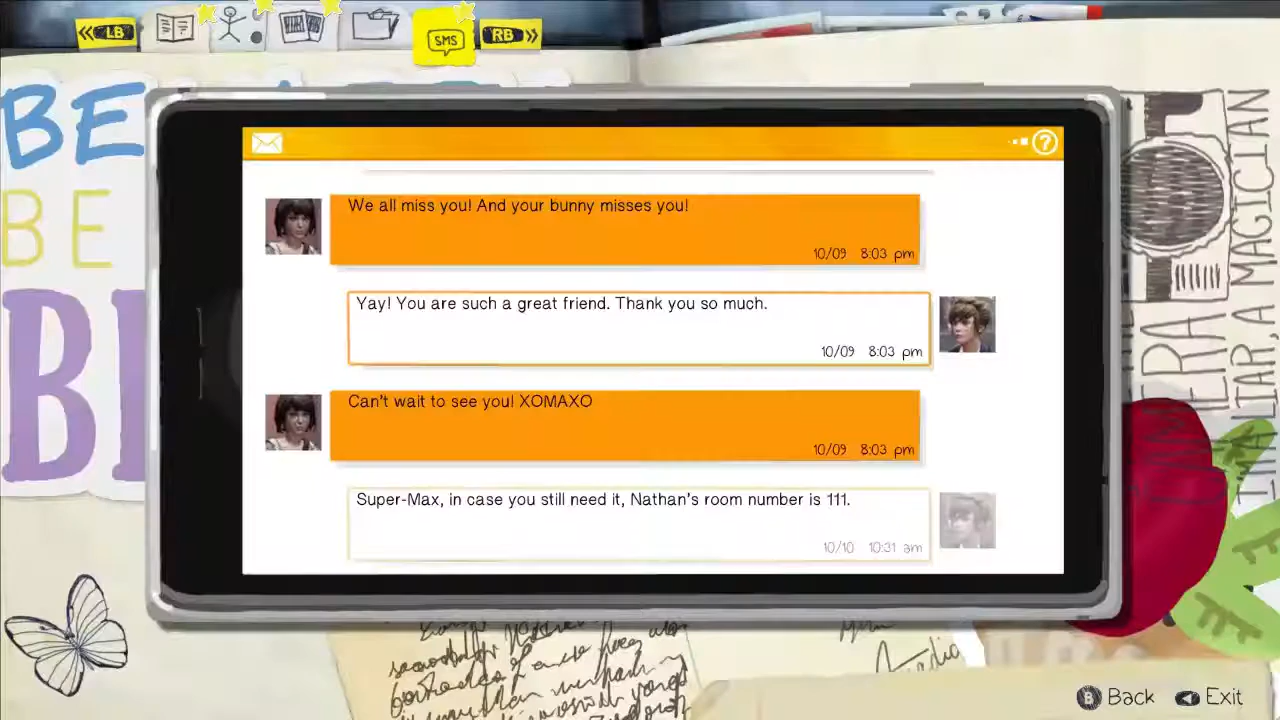 LB
SMS
RB
BE
BE
We all miss you! And your bunny misses you!
10/09 8:03 pm
Yay! You are such a great friend. Thank you so much.
10/09 8:03 pm
Can't wait to see you! XOMAXO
10/09 8:03 pm
Super-Max, in case you still need it, Nathan's room number is 111.
10/10 10:31 am
LIAR, A MAGICIAN
B Back
Exit